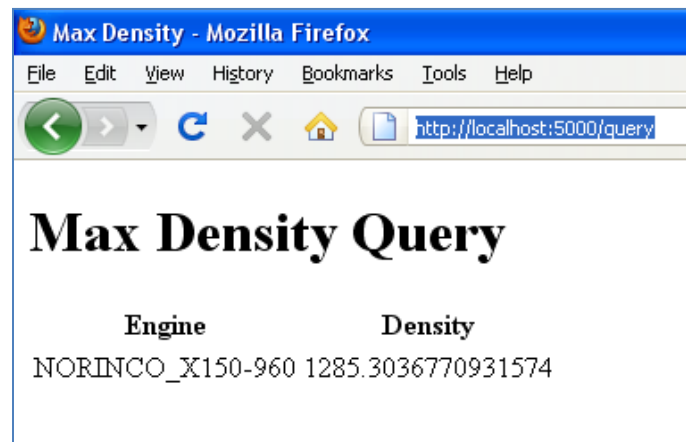 Max Density - Mozilla Firefox
File Edit View History Bookmarks Tools Help
http://localhost:5000/query
Max Density Query
Engine Density
NORINCO_X150-960 1285.3036770931574